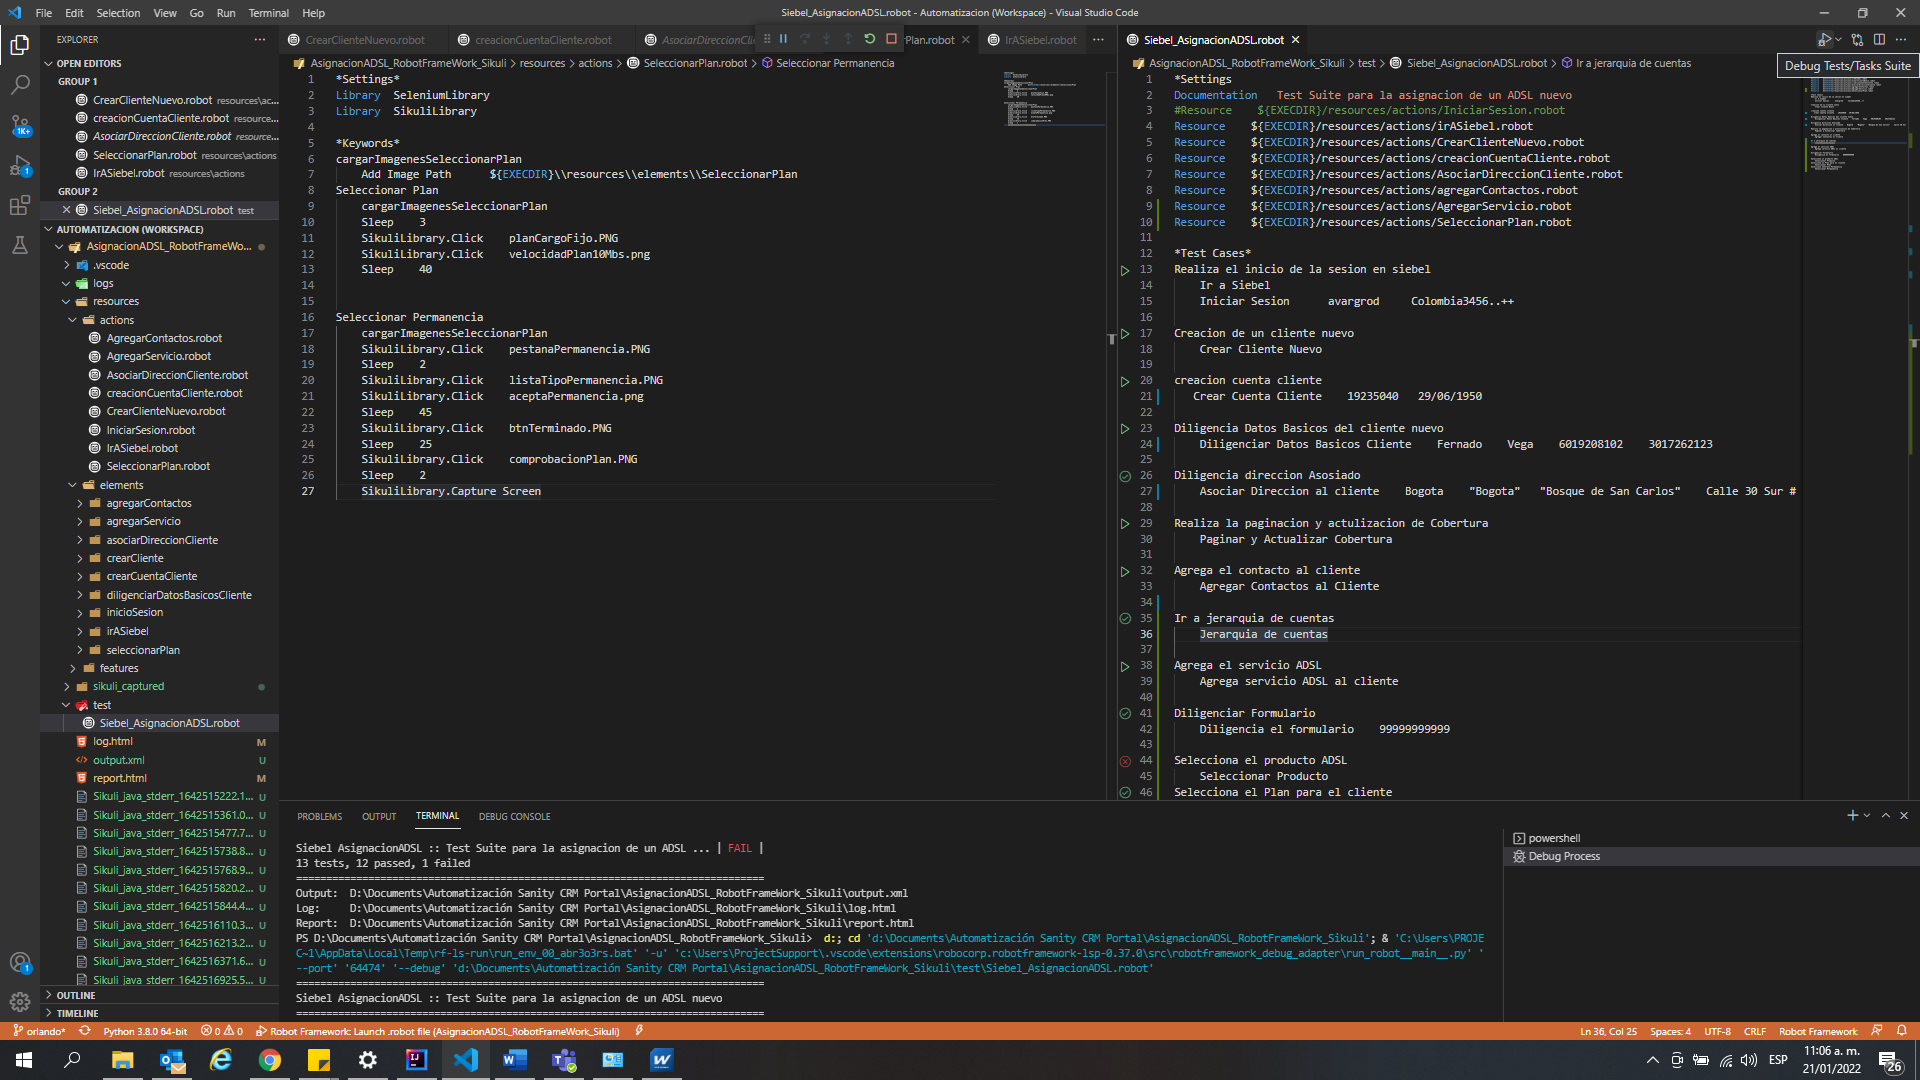 File Edit Selection View Go Run Terminal Help
Siebel_AsignacionADSL.robot - Automatizacion (Workspace) - Visual Studio Code
EXPLORER
OPEN EDITORS
GROUP 1
CrearClienteNuevo.robot resources\ac...
creacionCuentaCliente.robot resource...
AsociarDireccionCliente.robot resource...
SeleccionarPlan.robot resources\actions
IrASiebel.robot resources\actions
GROUP 2
Siebel_AsignacionADSL.robot test
AUTOMATIZACION (WORKSPACE)
AsignacionADSL_RobotFrameWo...
.vscode
logs
resources
actions
AgregarContactos.robot
AgregarServicio.robot
AsociarDireccionCliente.robot
creacionCuentaCliente.robot
CrearClienteNuevo.robot
IniciarSesion.robot
IrASiebel.robot
SeleccionarPlan.robot
elements
agregarContactos
agregarServicio
asociarDireccionCliente
crearCliente
crearCuentaCliente
diligenciarDatosBasicosCliente
inicioSesion
irASiebel
seleccionarPlan
features
sikuli_captured
test
Siebel_AsignacionADSL.robot
log.html M
output.xml U
report.html M
Sikuli_java_stderr_1642515222.1... U
Sikuli_java_stderr_1642515361.0... U
Sikuli_java_stderr_1642515477.7... U
Sikuli_java_stderr_1642515738.8... U
Sikuli_java_stderr_1642515768.9... U
Sikuli_java_stderr_1642515820.2... U
Sikuli_java_stderr_1642515844.4... U
Sikuli_java_stderr_1642516110.3... U
Sikuli_java_stderr_1642516213.2... U
Sikuli_java_stderr_1642516371.6... U
Sikuli_java_stderr_1642516925.5... U
OUTLINE
TIMELINE
1K+
1
1
CrearClienteNuevo.robot creacionCuentaCliente.robot AsociarDireccionCli rPlan.robot IrASiebel.robot
AsignacionADSL_RobotFrameWork_Sikuli > resources > actions > SeleccionarPlan.robot > Seleccionar Permanencia
1 *Settings*
2 Library SeleniumLibrary
3 Library SikuliLibrary
4
5 *Keywords*
6 cargarImagenesSeleccionarPlan
7 Add Image Path ${EXECDIR}\\resources\\elements\\SeleccionarPlan
8 Seleccionar Plan
9 cargarImagenesSeleccionarPlan
10 Sleep 3
11 SikuliLibrary.Click planCargoFijo.PNG
12 SikuliLibrary.Click velocidadPlan10Mbs.png
13 Sleep 40
14
15
16 Seleccionar Permanencia
17 cargarImagenesSeleccionarPlan
18 SikuliLibrary.Click pestanaPermanencia.PNG
19 Sleep 2
20 SikuliLibrary.Click listaTipoPermanencia.PNG
21 SikuliLibrary.Click aceptaPermanencia.png
22 Sleep 45
23 SikuliLibrary.Click btnTerminado.PNG
24 Sleep 25
25 SikuliLibrary.Click comprobacionPlan.PNG
26 Sleep 2
27 SikuliLibrary.Capture Screen
Siebel_AsignacionADSL.robot
Debug Tests/Tasks Suite
AsignacionADSL_RobotFrameWork_Sikuli > test > Siebel_AsignacionADSL.robot > Ir a jerarquia de cuentas
1 *Settings
2 Documentation Test Suite para la asignacion de un ADSL nuevo
3 #Resource ${EXECDIR}/resources/actions/IniciarSesion.robot
4 Resource ${EXECDIR}/resources/actions/irASiebel.robot
5 Resource ${EXECDIR}/resources/actions/CrearClienteNuevo.robot
6 Resource ${EXECDIR}/resources/actions/creacionCuentaCliente.robot
7 Resource ${EXECDIR}/resources/actions/AsociarDireccionCliente.robot
8 Resource ${EXECDIR}/resources/actions/agregarContactos.robot
9 Resource ${EXECDIR}/resources/actions/AgregarServicio.robot
10 Resource ${EXECDIR}/resources/actions/SeleccionarPlan.robot
11
12 *Test Cases*
13 Realiza el inicio de la sesion en siebel
14 Ir a Siebel
15 Iniciar Sesion avargrod Colombia3456..++
16
17 Creacion de un cliente nuevo
18 Crear Cliente Nuevo
19
20 creacion cuenta cliente
21 Crear Cuenta Cliente 19235040 29/06/1950
22
23 Diligencia Datos Basicos del cliente nuevo
24 Diligenciar Datos Basicos Cliente Fernado Vega 6019208102 3017262123
25
26 Diligencia direccion Asosiado
27 Asociar Direccion al cliente Bogota "Bogota" "Bosque de San Carlos" Calle 30 Sur #
28
29 Realiza la paginacion y actulizacion de Cobertura
30 Paginar y Actualizar Cobertura
31
32 Agrega el contacto al cliente
33 Agregar Contactos al Cliente
34
35 Ir a jerarquia de cuentas
36 Jerarquia de cuentas
37
38 Agrega el servicio ADSL
39 Agrega servicio ADSL al cliente
40
41 Diligenciar Formulario
42 Diligencia el formulario 99999999999
43
44 Selecciona el producto ADSL
45 Seleccionar Producto
46 Selecciona el Plan para el cliente
PROBLEMS OUTPUT TERMINAL DEBUG CONSOLE
powershell
Debug Process
Siebel AsignacionADSL :: Test Suite para la asignacion de un ADSL ... | FAIL |
13 tests, 12 passed, 1 failed
==============================================================================
Output: D:\Documents\Automatización Sanity CRM Portal\AsignacionADSL_RobotFrameWork_Sikuli\output.xml
Log: D:\Documents\Automatización Sanity CRM Portal\AsignacionADSL_RobotFrameWork_Sikuli\log.html
Report: D:\Documents\Automatización Sanity CRM Portal\AsignacionADSL_RobotFrameWork_Sikuli\report.html
PS D:\Documents\Automatización Sanity CRM Portal\AsignacionADSL_RobotFrameWork_Sikuli> d:; cd 'd:\Documents\Automatización Sanity CRM Portal\AsignacionADSL_RobotFrameWork_Sikuli'; & 'C:\Users\PROJE
C~1\AppData\Local\Temp\rf-ls-run\run_env_00_abr3o3rs.bat' '-u' 'c:\Users\ProjectSupport\.vscode\extensions\robocorp.robotframework-lsp-0.37.0\src\robotframework_debug_adapter\run_robot__main__.py' '
--port' '64474' '--debug' 'd:\Documents\Automatización Sanity CRM Portal\AsignacionADSL_RobotFrameWork_Sikuli\test\Siebel_AsignacionADSL.robot'
==============================================================================
Siebel AsignacionADSL :: Test Suite para la asignacion de un ADSL nuevo
==============================================================================
orlando* Python 3.8.0 64-bit 0 0 Robot Framework: Launch .robot file (AsignacionADSL_RobotFrameWork_Sikuli)
Ln 36, Col 25 Spaces: 4 UTF-8 CRLF Robot Framework
ESP
11:06 a. m.
21/01/2022
26